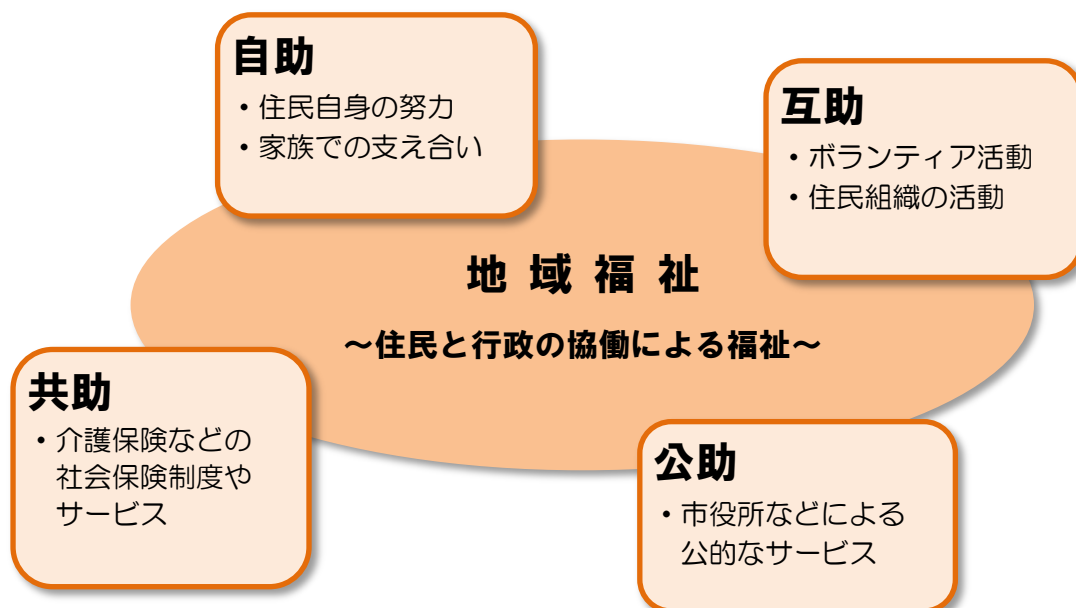 自助
・住民自身の努力
・家族での支え合い
互助
・ボランティア活動
・住民組織の活動
地域福祉
～住民と行政の協働による福祉～
共助
・介護保険などの
社会保険制度や
サービス
公助
・市役所などによる
公的なサービス